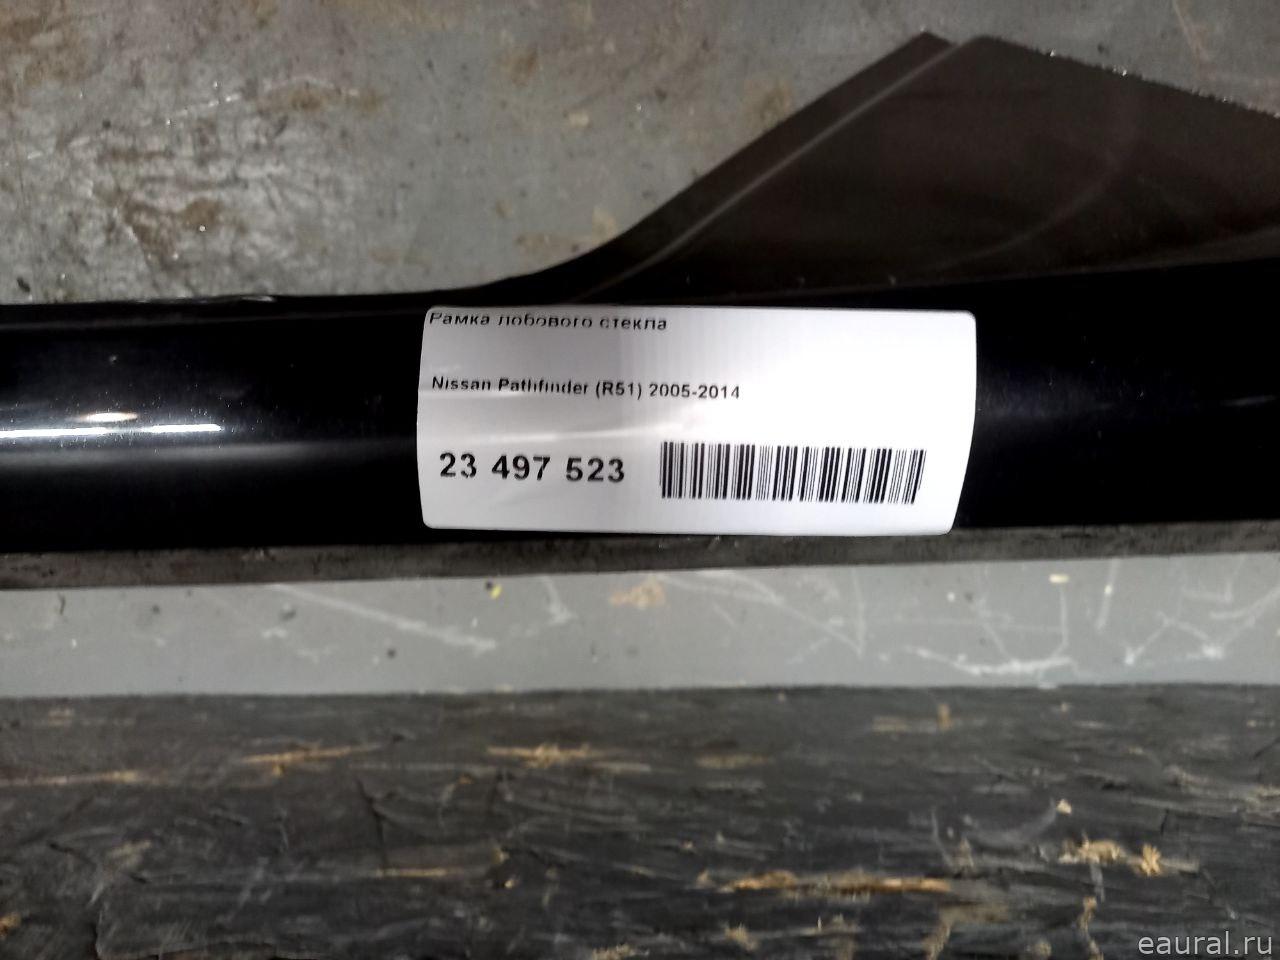 Рамка лобового стекла
Nissan Pathfinder (R51) 2005-2014
23 497 523
eaural.ru